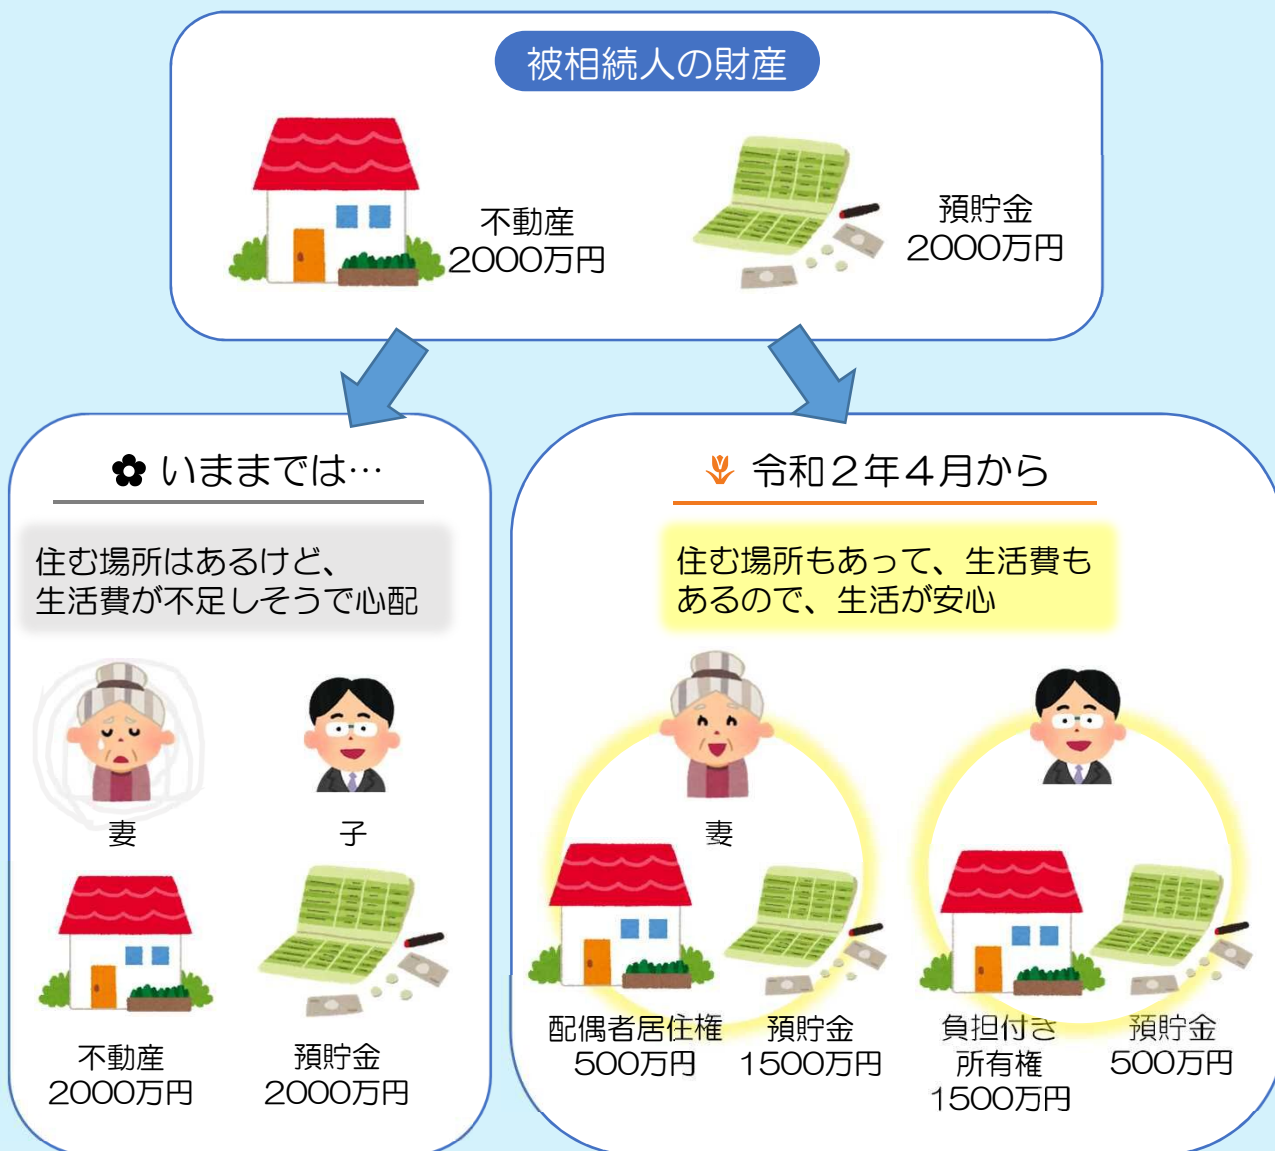 被相続人の財産
不動産
2000万円
預貯金
2000万円
いままでは…
住む場所はあるけど、
生活費が不足しそうで心配
妻
子
不動産
2000万円
預貯金
2000万円
令和2年4月から
住む場所もあって、生活費も
あるので、生活が安心
妻
配偶者居住権
500万円
預貯金
1500万円
負担付き
所有権
1500万円
預貯金
500万円